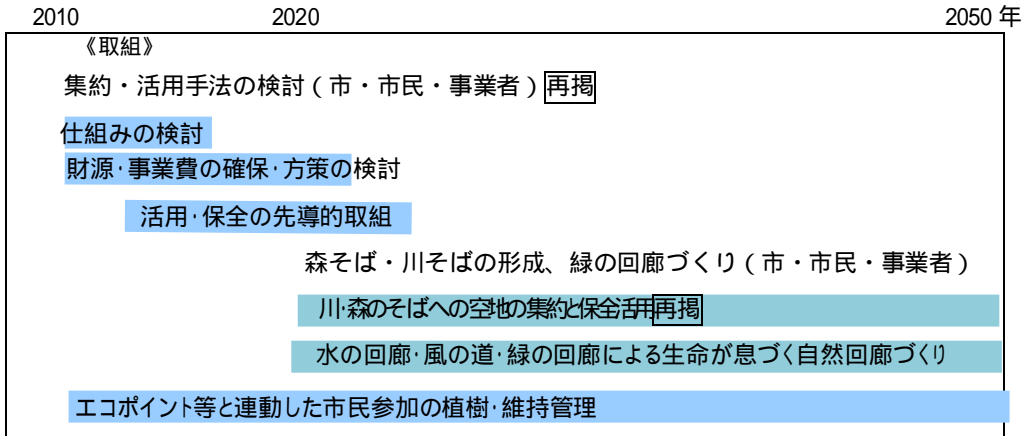 2010 2020 2050 年
《取組》
集約・活用手法の検討(市・市民・事業者)再掲
仕組みの検討
財源・事業費の確保・方策の検討
活用・保全の先導的取組
森そば・川そばの形成、緑の回廊づくり(市・市民・事業者)
川・森のそばへの空地の集約と保全活用再掲
水の回廊・風の道・緑の回廊による生命が息づく自然回廊づくり
エコポイント等と連動した市民参加の植樹・維持管理